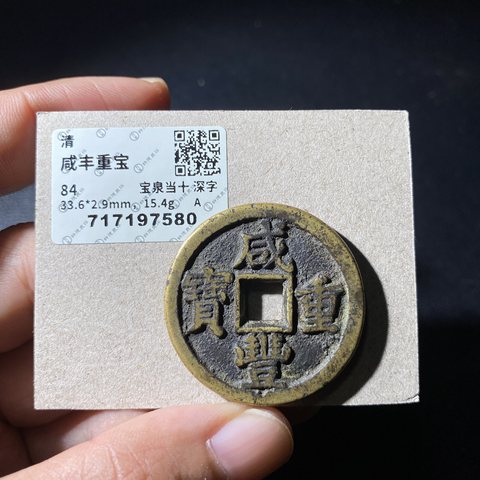 清
咸丰重宝
84 宝泉当十 深字
33.6*2.9mm, 15.4g A
717197580
咸
豐
重
寶